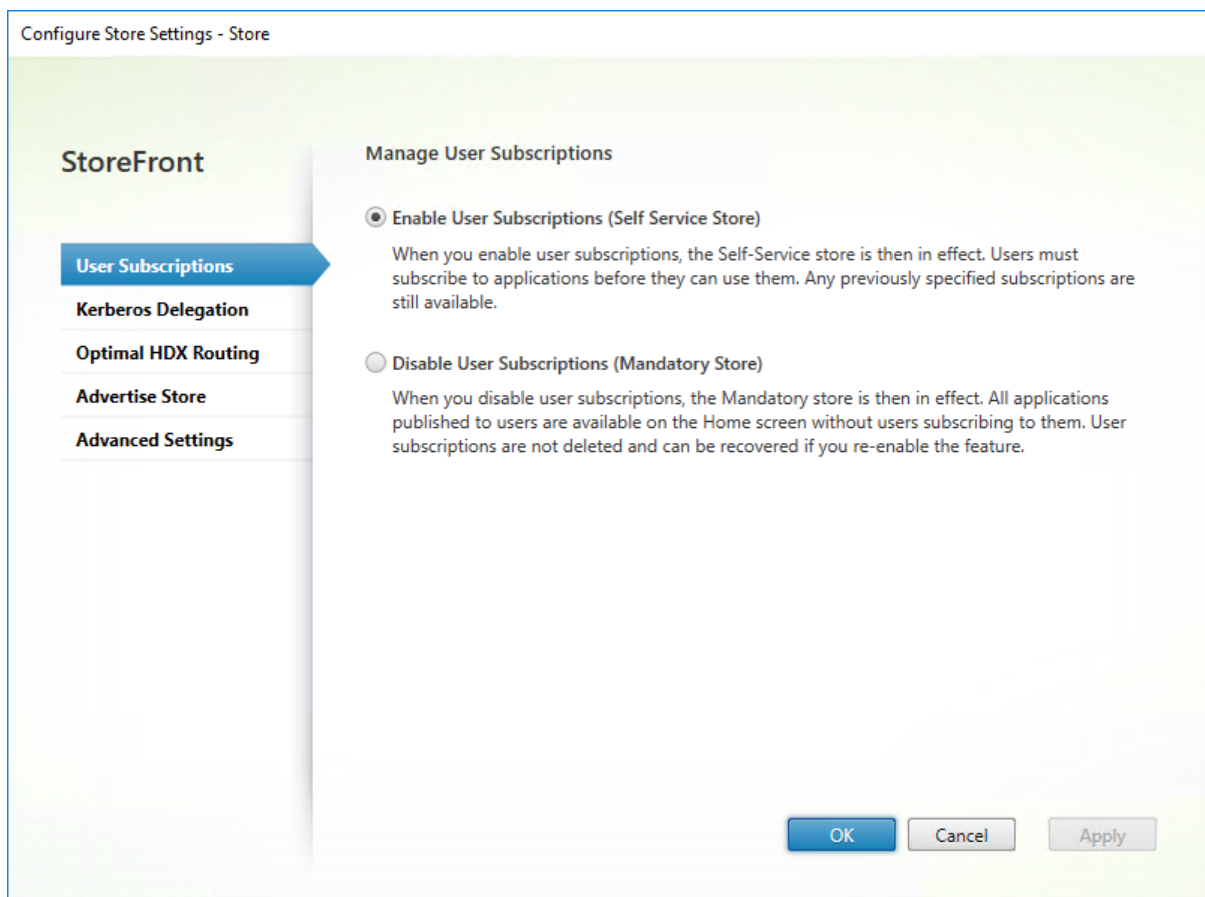 Configure Store Settings - Store
StoreFront
User Subscriptions
Kerberos Delegation
Optimal HDX Routing
Advertise Store
Advanced Settings
Manage User Subscriptions
Enable User Subscriptions (Self Service Store)
When you enable user subscriptions, the Self-Service store is then in effect. Users must
subscribe to applications before they can use them. Any previously specified subscriptions are
still available.
Disable User Subscriptions (Mandatory Store)
When you disable user subscriptions, the Mandatory store is then in effect. All applications
published to users are available on the Home screen without users subscribing to them. User
subscriptions are not deleted and can be recovered if you re-enable the feature.
OK
Cancel
Apply